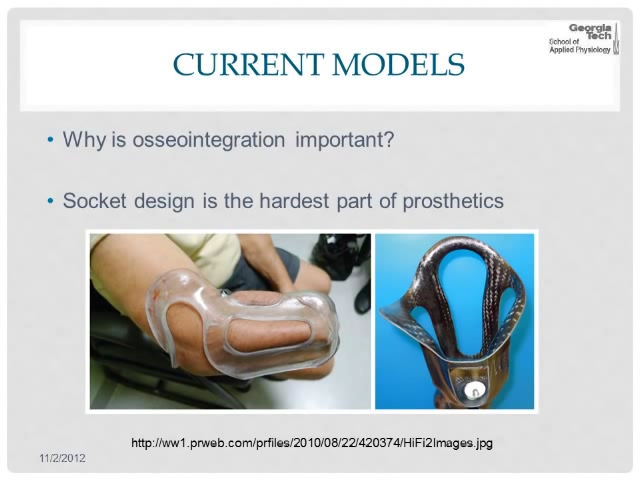 Georgia
Tech
School of
Applied Physiology
CURRENT MODELS
• Why is osseointegration important?
• Socket design is the hardest part of prosthetics
http://ww1.prweb.com/prfiles/2010/08/22/420374/HiFi2Images.jpg
11/2/2012